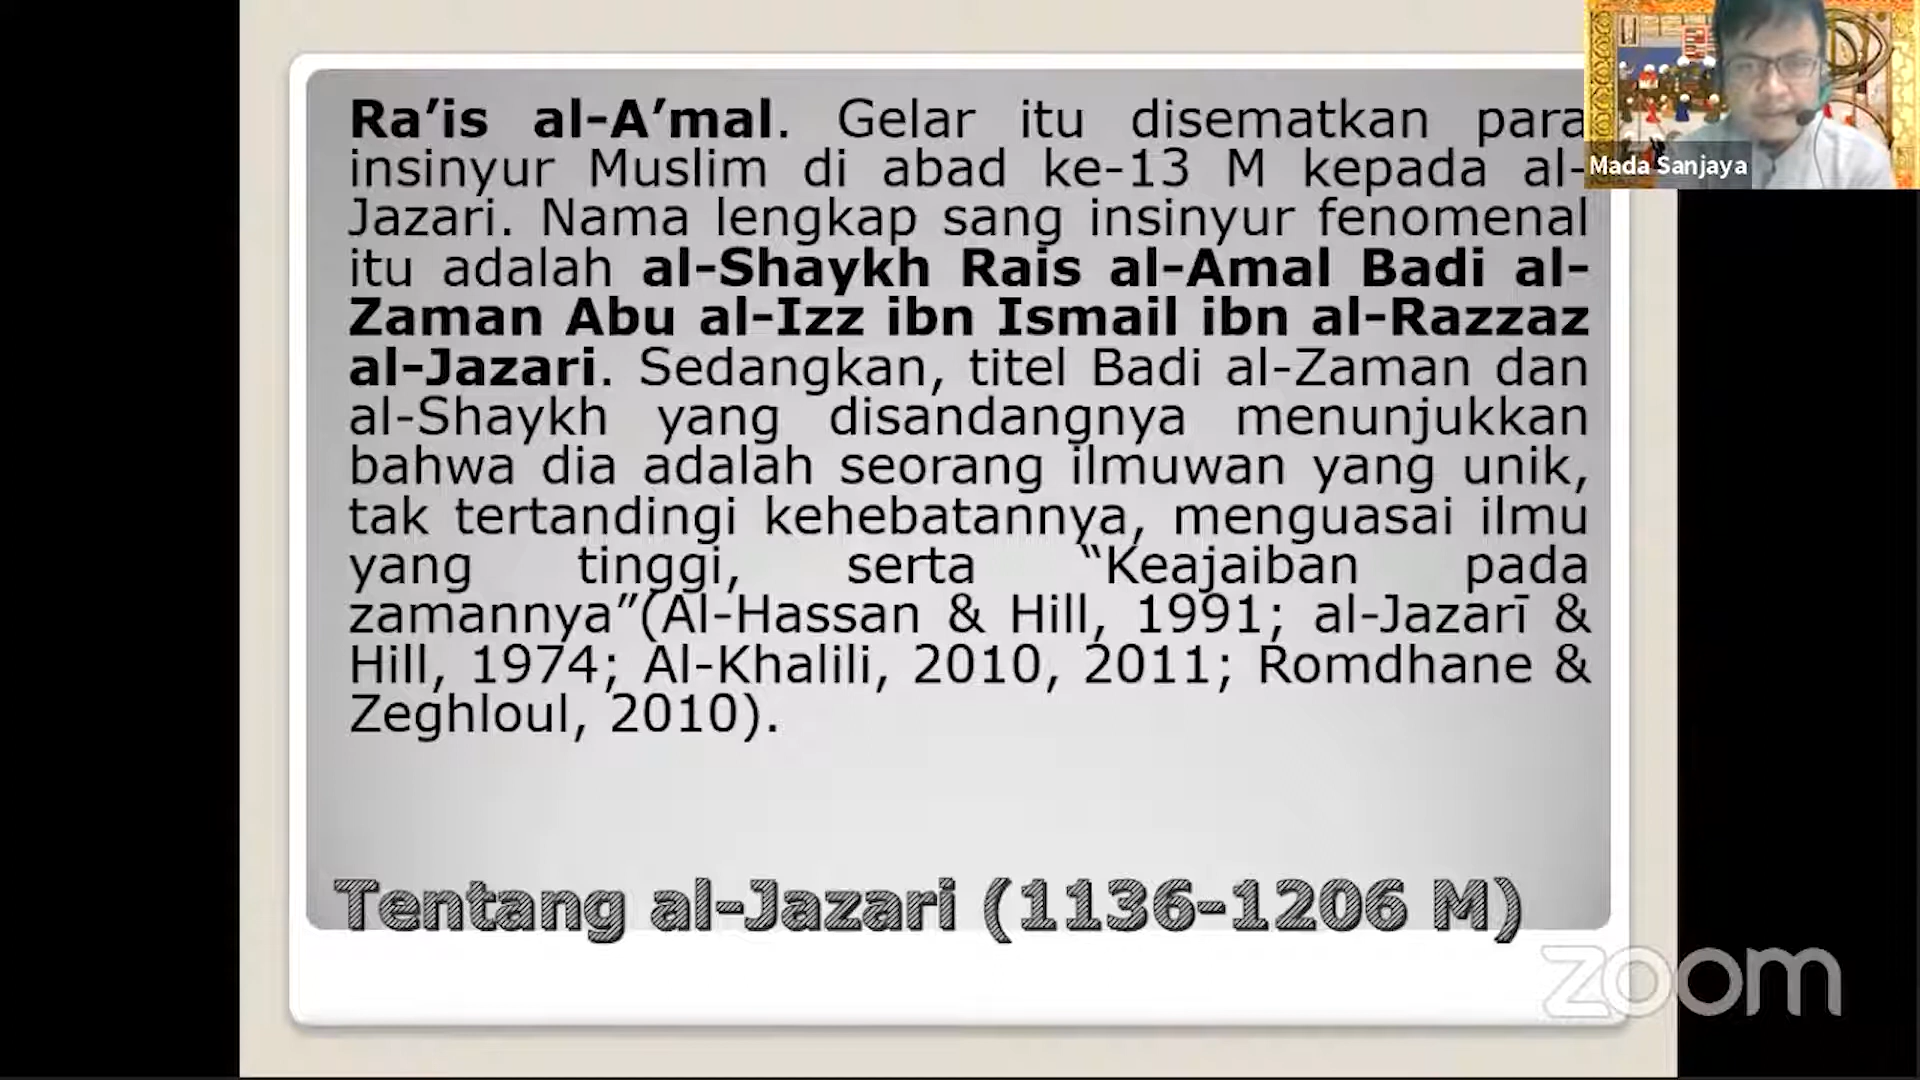 Ra’is al-A’mal. Gelar itu disematkan para
insinyur Muslim di abad ke-13 M kepada al-
Jazari. Nama lengkap sang insinyur fenomenal
itu adalah al-Shaykh Rais al-Amal Badi al-
Zaman Abu al-Izz ibn Ismail ibn al-Razzaz
al-Jazari. Sedangkan, titel Badi al-Zaman dan
al-Shaykh yang disandangnya menunjukkan
bahwa dia adalah seorang ilmuwan yang unik,
tak tertandingi kehebatannya, menguasai ilmu
yang tinggi, serta “Keajaiban pada
zamannya”(Al-Hassan & Hill, 1991; al-Jazarī &
Hill, 1974; Al-Khalili, 2010, 2011; Romdhane &
Zeghloul, 2010).
Tentang al-Jazari (1136-1206 M)
Mada Sanjaya
zoom